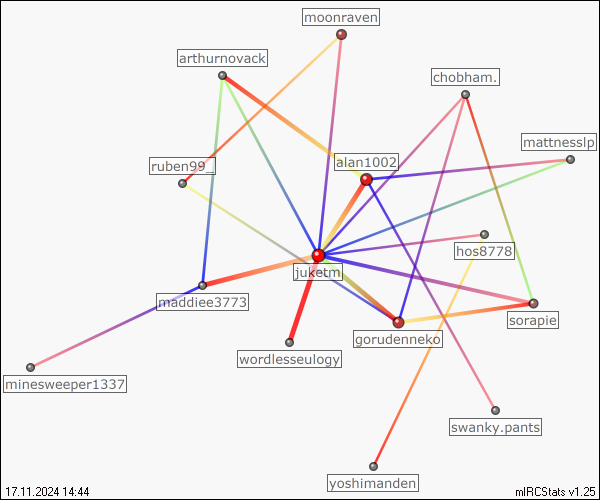 moonraven
arthurnovack
chobham.
mattnesslp
alan1002
ruben99_
hos8778
juketm
maddiee3773
sorapie
gorudenneko
wordlesseulogy
minesweeper1337
swanky.pants
yoshimanden
17.11.2024 14:44
mIRCStats v1.25